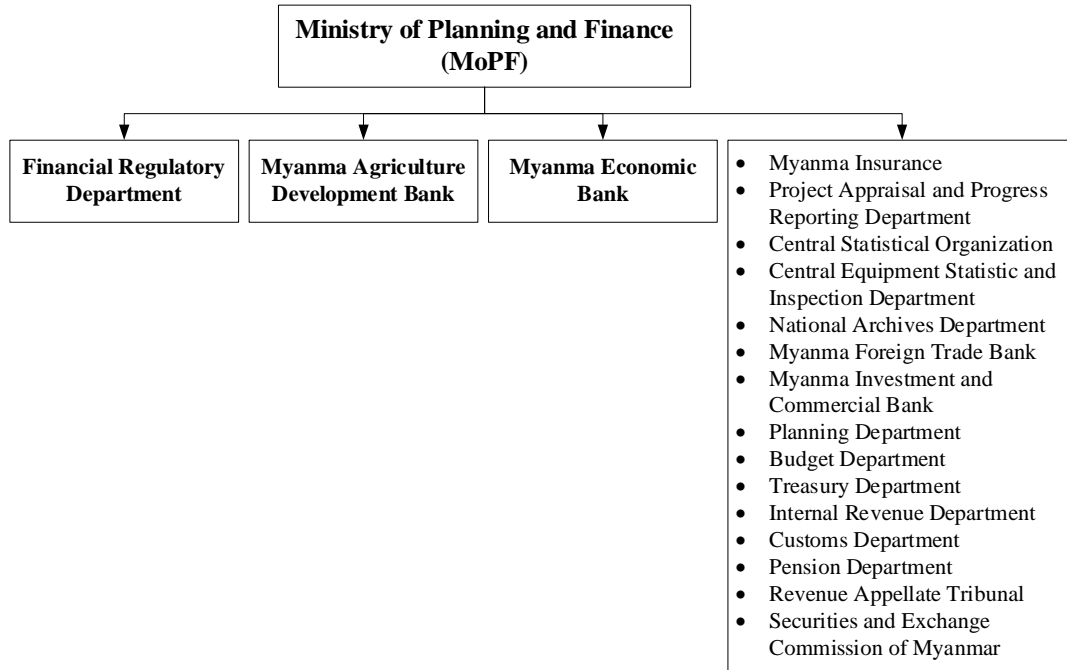 Ministry of Planning and Finance
(MoPF)
Financial Regulatory
Department
Myanma Agriculture
Development Bank
Myanma Economic
Bank
• Myanma Insurance
• Project Appraisal and Progress
Reporting Department
• Central Statistical Organization
• Central Equipment Statistic and
Inspection Department
• National Archives Department
• Myanma Foreign Trade Bank
• Myanma Investment and
Commercial Bank
• Planning Department
• Budget Department
• Treasury Department
• Internal Revenue Department
• Customs Department
• Pension Department
• Revenue Appellate Tribunal
• Securities and Exchange
Commission of Myanmar